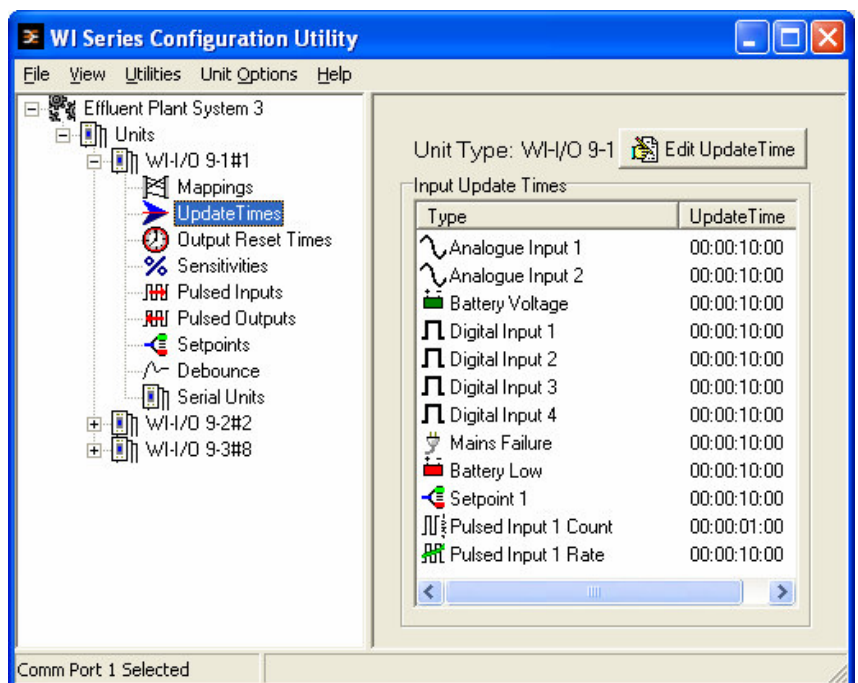 WI Series Configuration Utility
File View Utilities Unit Options Help
Effluent Plant System 3
Units
WI-I/O 9-1#1
Mappings
UpdateTimes
Output Reset Times
Sensitivities
Pulsed Inputs
Pulsed Outputs
Setpoints
Debounce
Serial Units
WI-I/O 9-2#2
WI-I/O 9-3#8
Unit Type: WI-I/O 9-1 Edit UpdateTime
Input Update Times
Type UpdateTime
Analogue Input 1 00:00:10:00
Analogue Input 2 00:00:10:00
Battery Voltage 00:00:10:00
Digital Input 1 00:00:10:00
Digital Input 2 00:00:10:00
Digital Input 3 00:00:10:00
Digital Input 4 00:00:10:00
Mains Failure 00:00:10:00
Battery Low 00:00:10:00
Setpoint 1 00:00:10:00
Pulsed Input 1 Count 00:00:01:00
Pulsed Input 1 Rate 00:00:10:00
Comm Port 1 Selected